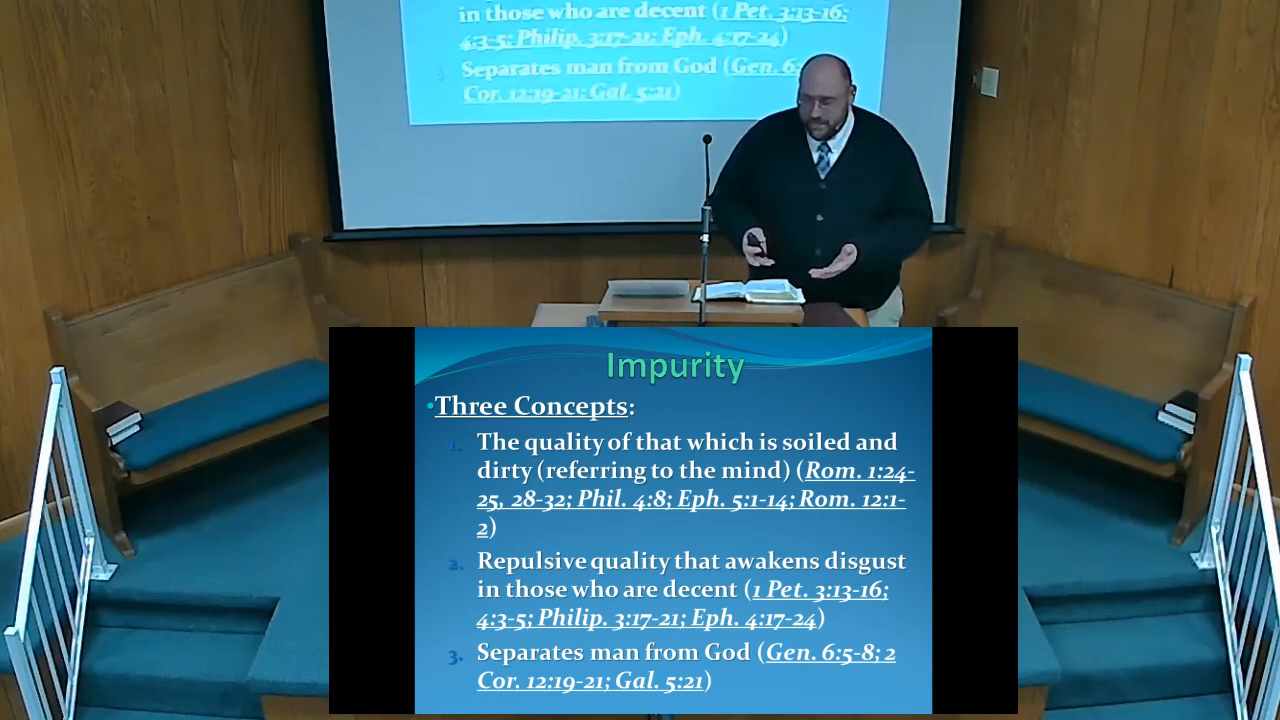 in those who are decent (1 Pet. 3:13-16;
4:3-5; Philip. 3:17-21; Eph. 4:17-24)
3. Separates man from God (Gen. 6:
Cor. 12:19-21; Gal. 5:21)
Impurity
•Three Concepts:
1. The quality of that which is soiled and
dirty (referring to the mind) (Rom. 1:24-
25, 28-32; Phil. 4:8; Eph. 5:1-14; Rom. 12:1-
2)
2. Repulsive quality that awakens disgust
in those who are decent (1 Pet. 3:13-16;
4:3-5; Philip. 3:17-21; Eph. 4:17-24)
3. Separates man from God (Gen. 6:5-8; 2
Cor. 12:19-21; Gal. 5:21)